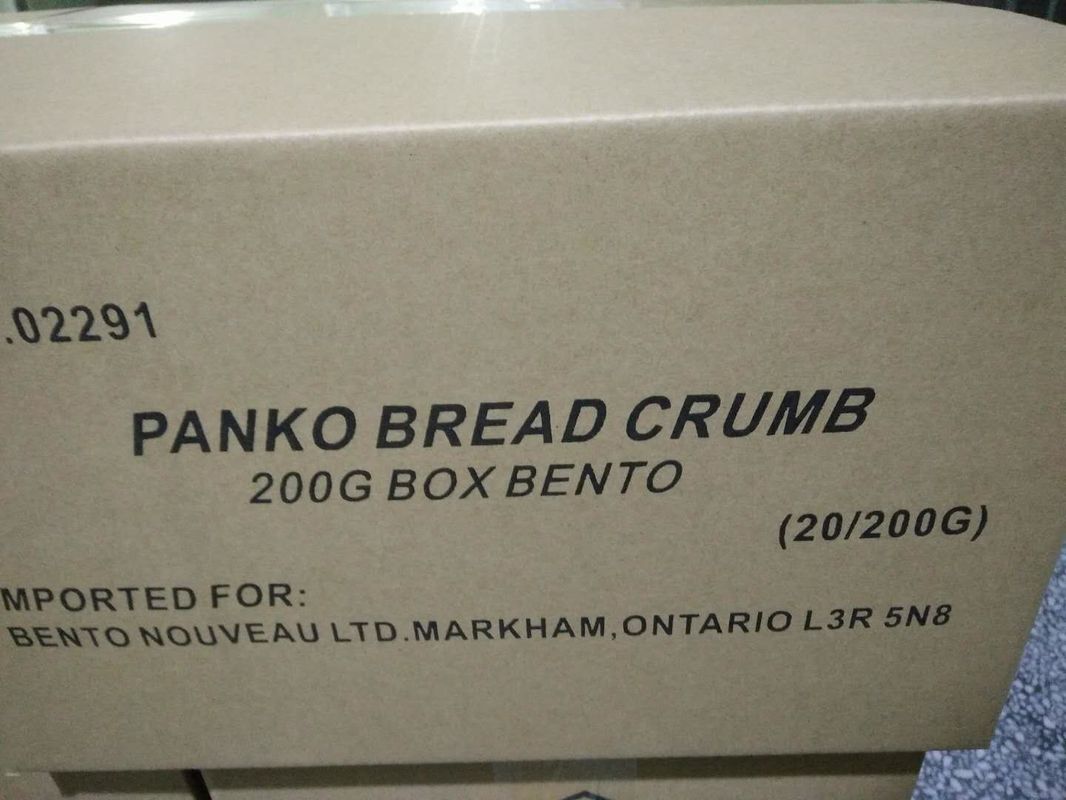 .02291
PANKO BREAD CRUMB
200G BOX BENTO
(20/200G)
MPORTED FOR:
BENTO NOUVEAU LTD.MARKHAM,ONTARIO L3R 5N8